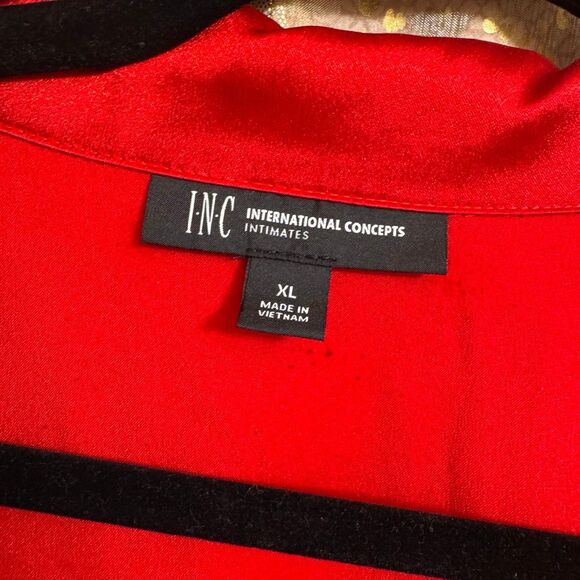 I·N·C INTERNATIONAL CONCEPTS
INTIMATES
XL
MADE IN
VIETNAM